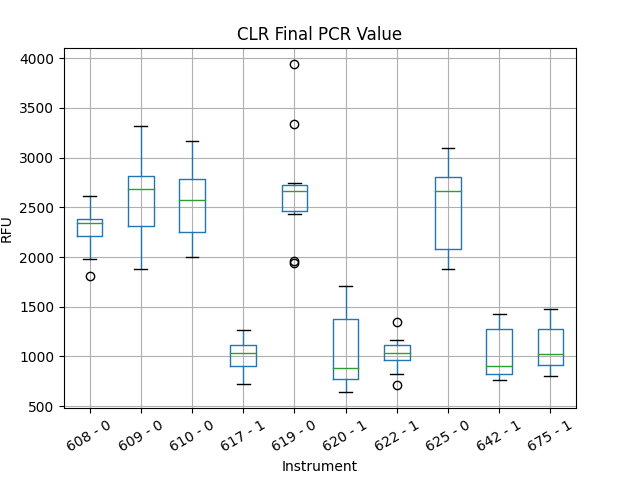 CLR Final PCR Value
4000
3500
3000
2500
2000
1500
1000
500
RFU
608 - 0
609 - 0
610 - 0
617 - 1
619 - 0
620 - 1
622 - 1
625 - 0
642 - 1
675 - 1
Instrument